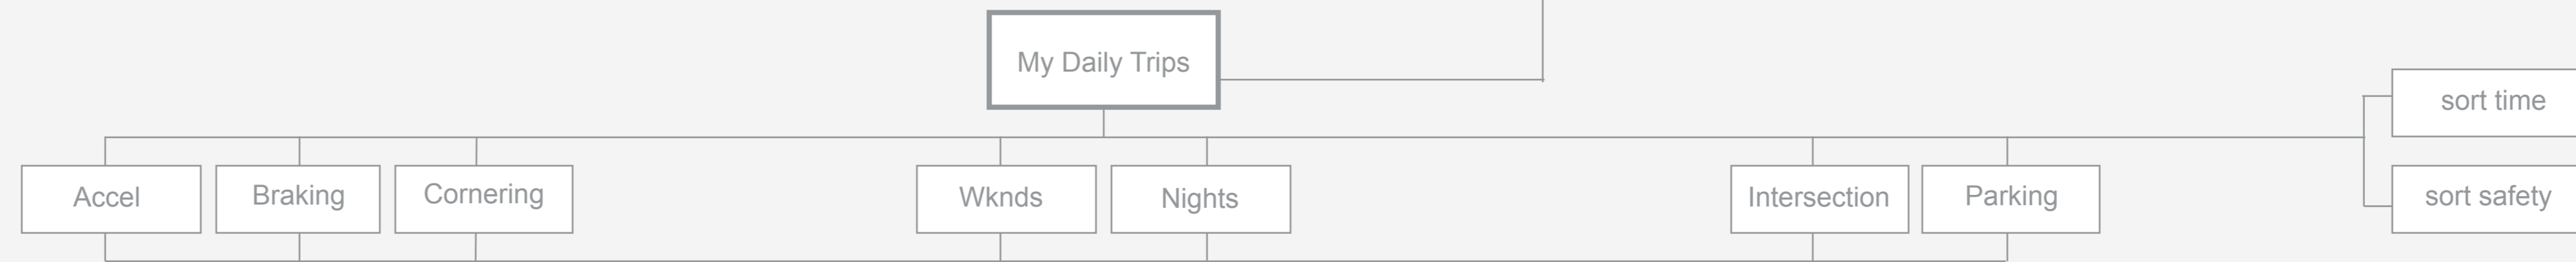 My Daily Trips
sort time
Accel
Braking
Cornering
Wknds
Nights
Intersection
Parking
sort safety